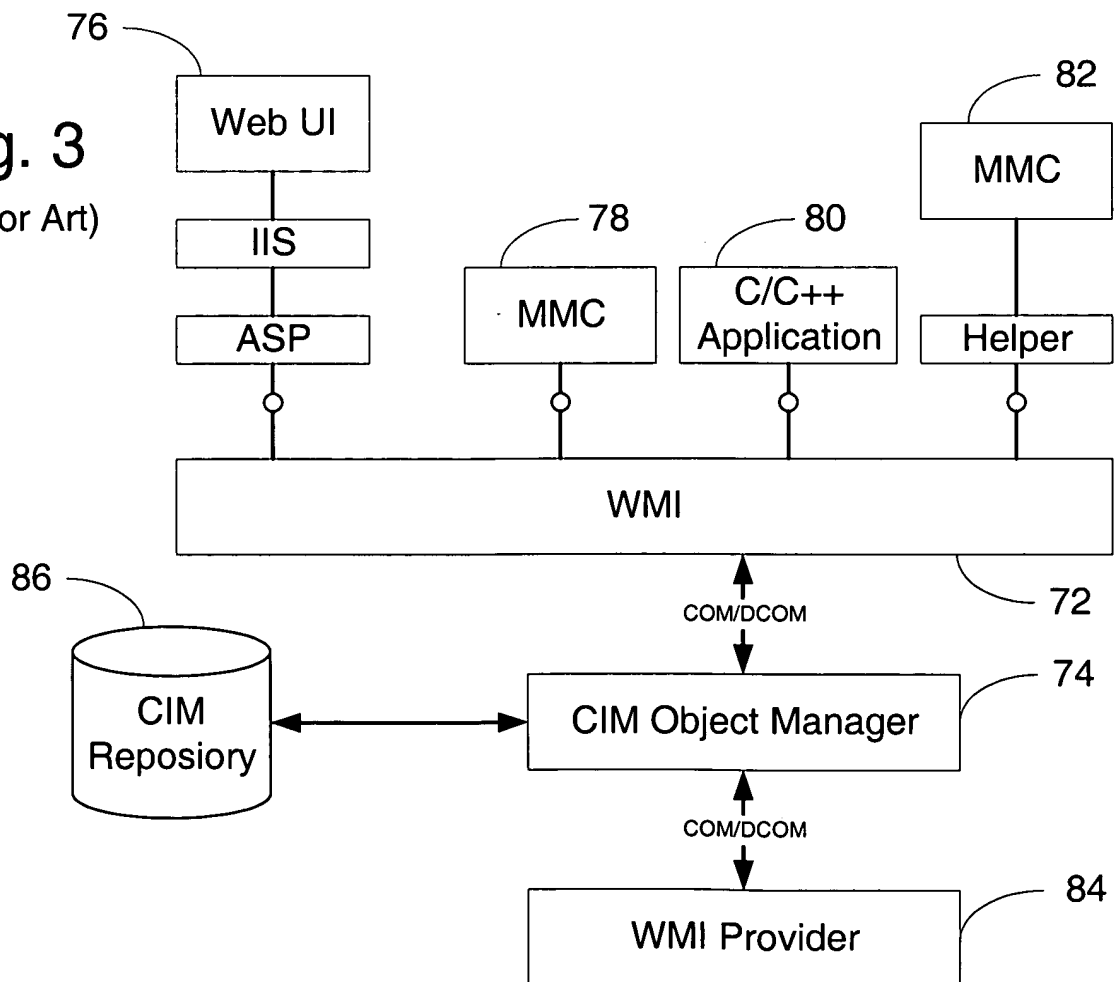 76
Web UI
g. 3
or Art)
IIS
ASP
78
MMC
80
C/C++
Application
82
MMC
Helper
WMI
72
COM/DCOM
86
CIM
Reposiory
CIM Object Manager
74
COM/DCOM
WMI Provider
84